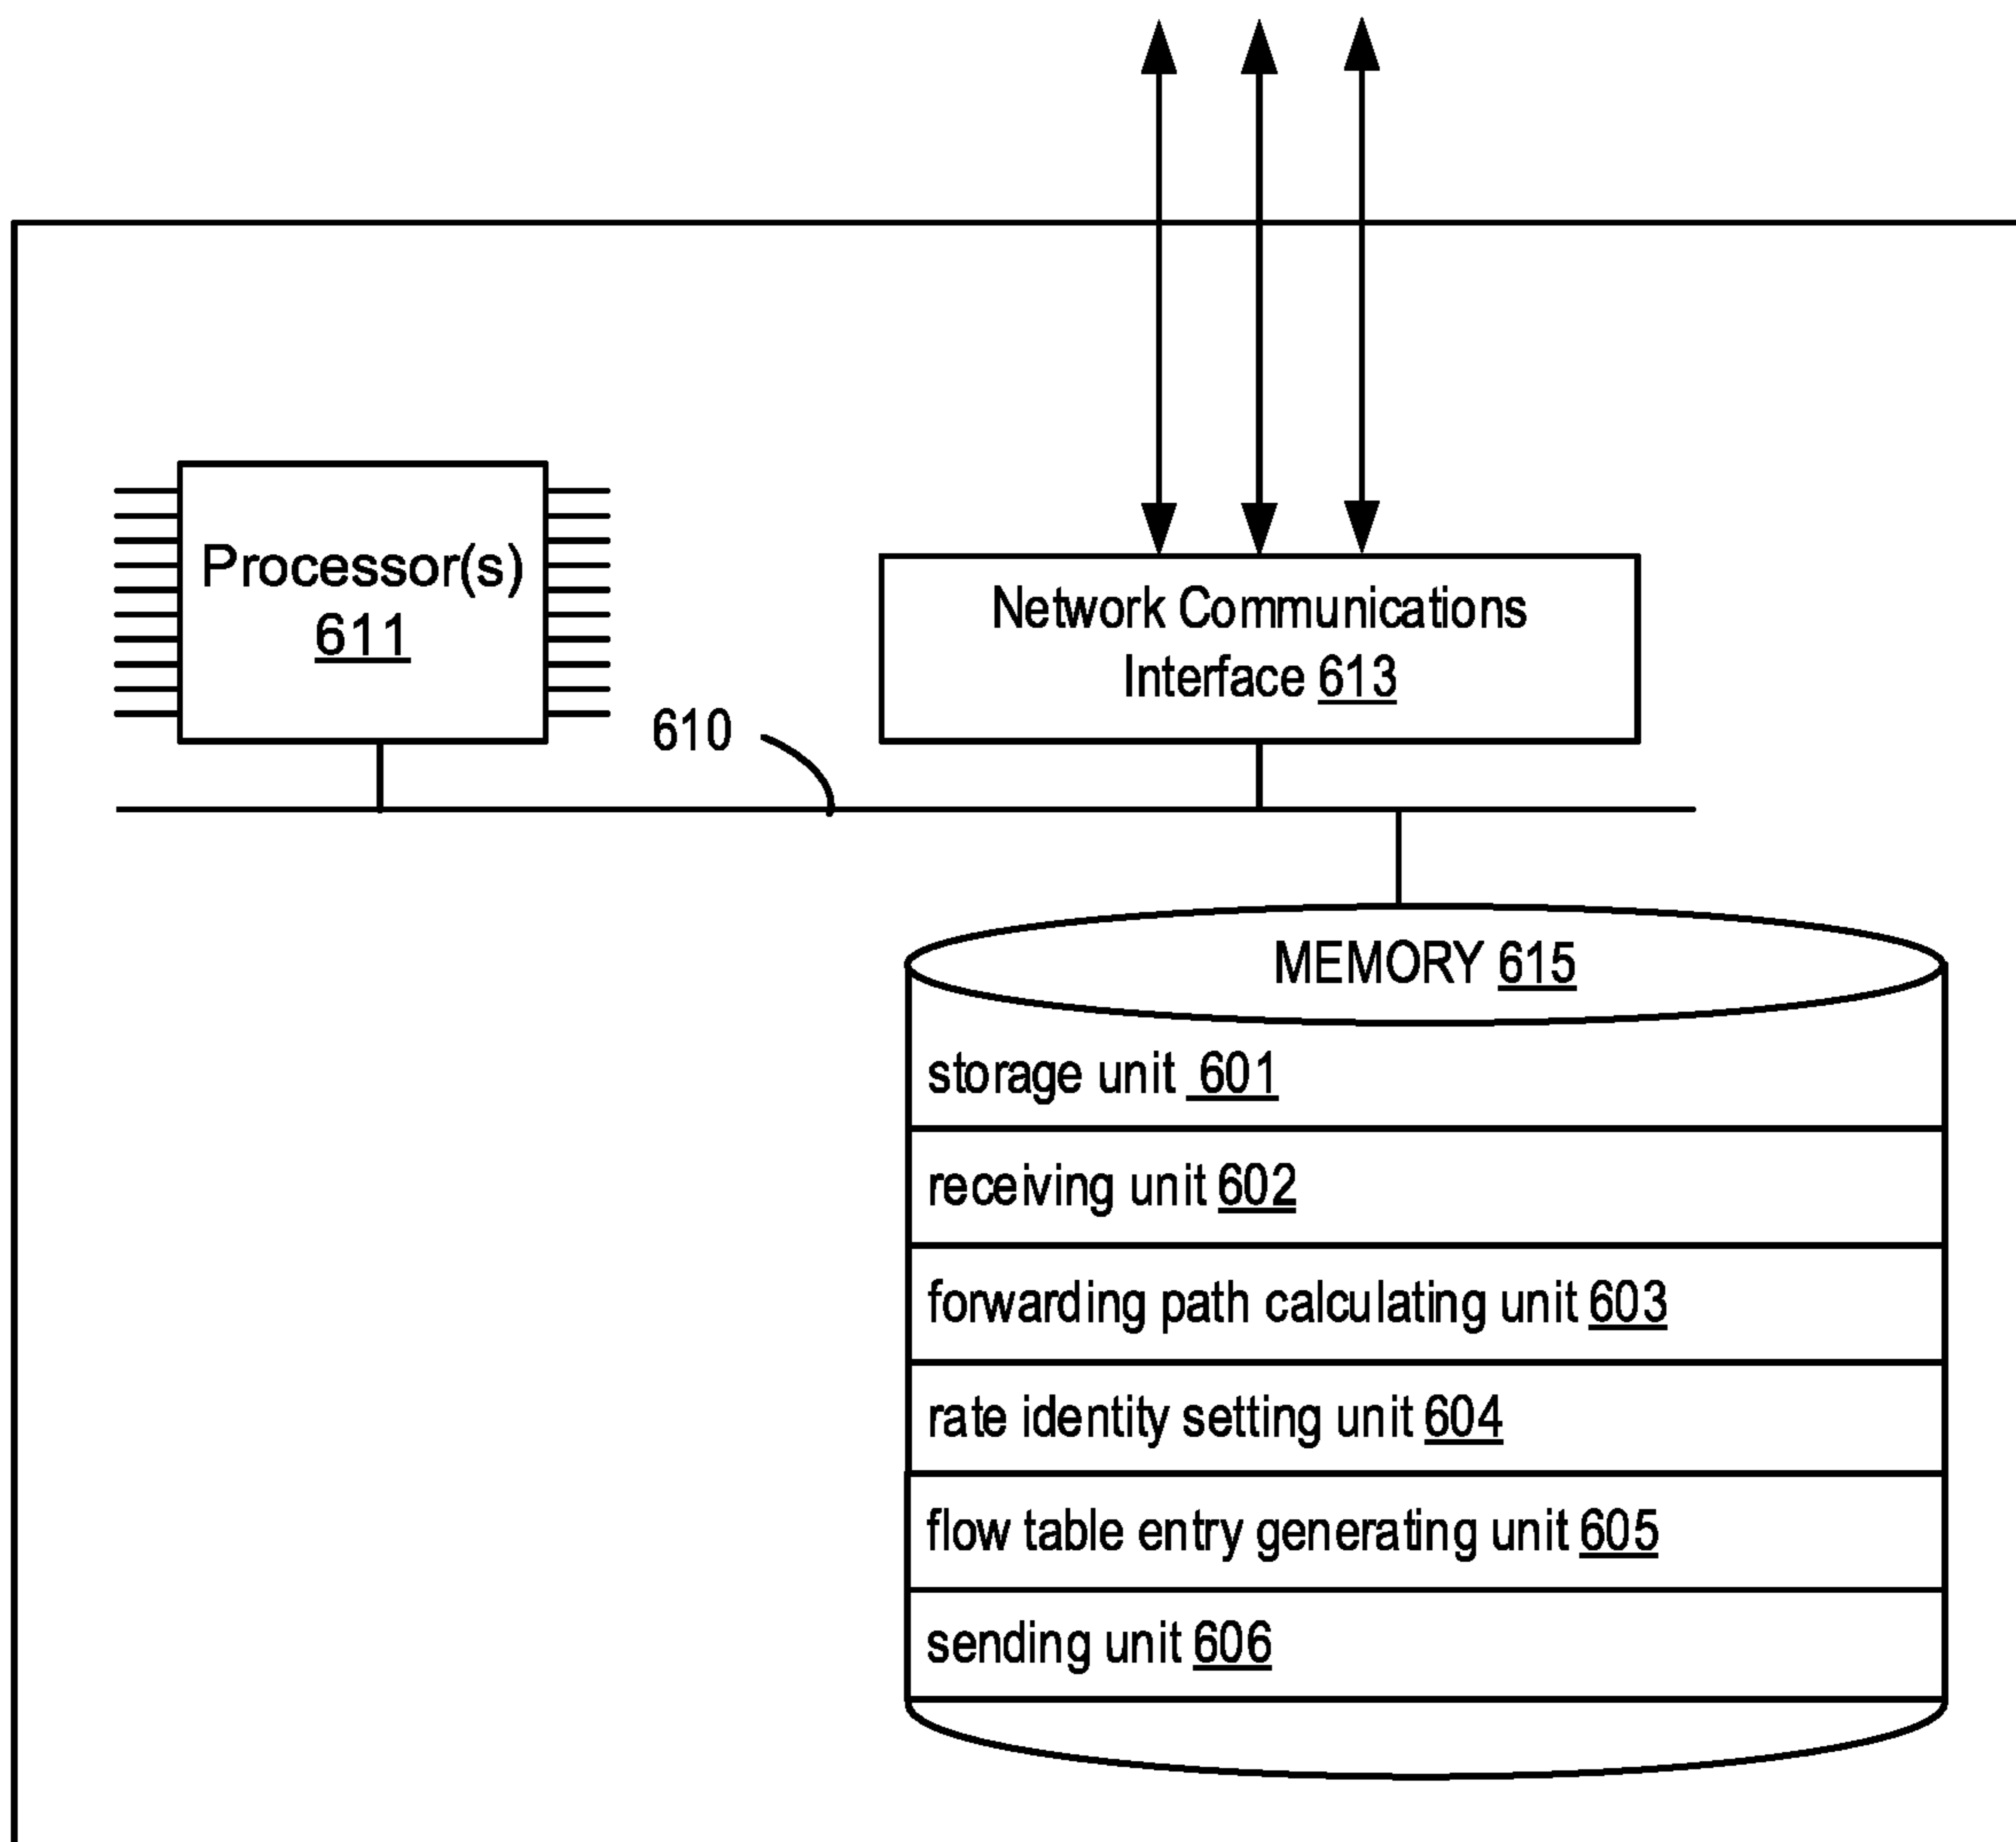 Processor(s)
611
Network Communications
Interface 613
610
MEMORY 615
storage unit 601
receiving unit 602
forwarding path calculating unit 603
rate identity setting unit 604
flow table entry generating unit 605
sending unit 606